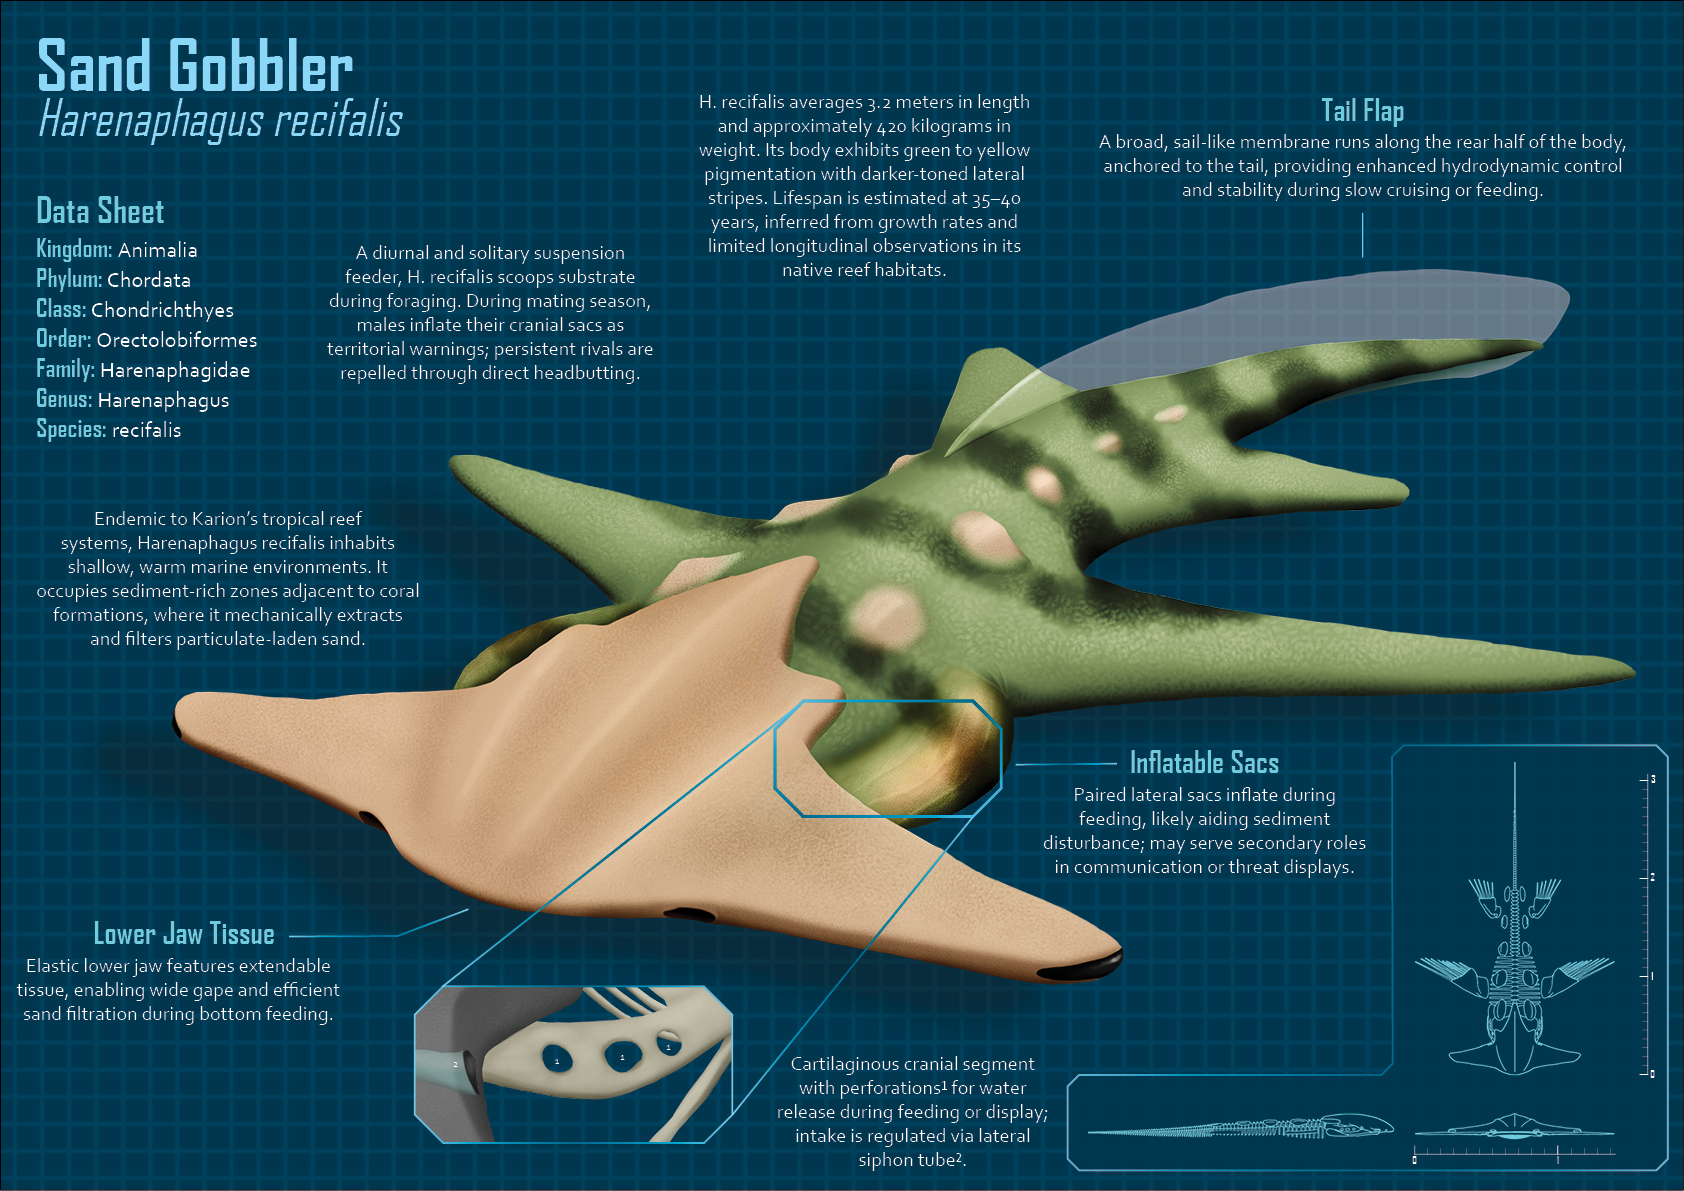 Sand Gobbler
Harenaphagus recifalis
Data Sheet
Kingdom: Animalia
Phylum: Chordata
Class: Chondrichthyes
Order: Orectolobiformes
Family: Harenaphagidae
Genus: Harenaphagus
Species: recifalis
A diurnal and solitary suspension
feeder, H. recifalis scoops substrate
during foraging. During mating season,
males inflate their cranial sacs as
territorial warnings; persistent rivals are
repelled through direct headbutting.
H. recifalis averages 3.2 meters in length
and approximately 420 kilograms in
weight. Its body exhibits green to yellow
pigmentation with darker-toned lateral
stripes. Lifespan is estimated at 35–40
years, inferred from growth rates and
limited longitudinal observations in its
native reef habitats.
Tail Flap
A broad, sail-like membrane runs along the rear half of the body,
anchored to the tail, providing enhanced hydrodynamic control
and stability during slow cruising or feeding.
Endemic to Karion's tropical reef
systems, Harenaphagus recifalis inhabits
shallow, warm marine environments. It
occupies sediment-rich zones adjacent to coral
formations, where it mechanically extracts
and filters particulate-laden sand.
Inflatable Sacs
Paired lateral sacs inflate during
feeding, likely aiding sediment
disturbance; may serve secondary roles
in communication or threat displays.
Lower Jaw Tissue
Elastic lower jaw features extendable
tissue, enabling wide gape and efficient
sand filtration during bottom feeding.
2
1
1
1
Cartilaginous cranial segment
with perforations¹ for water
release during feeding or display;
intake is regulated via lateral
siphon tube².
3
2
1
0
0
1